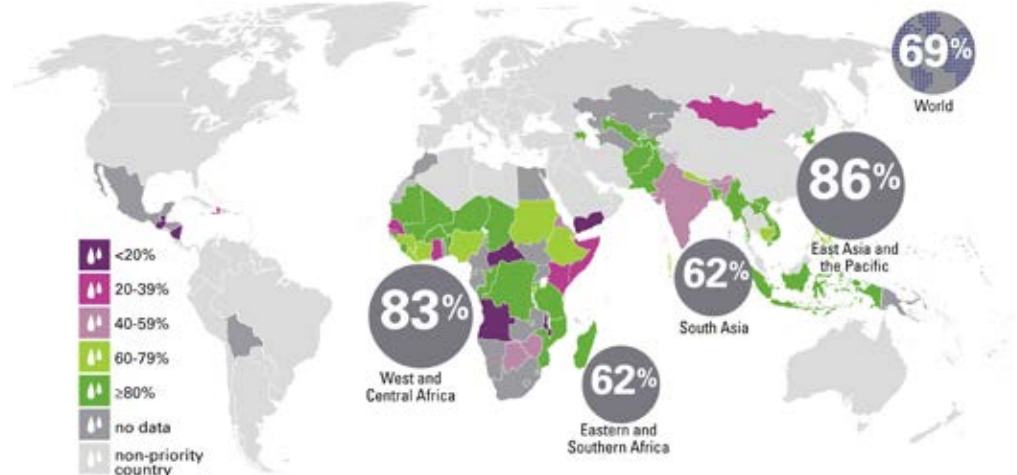 69%
World
86%
East Asia and
the Pacific
62%
South Asia
83%
West and
Central Africa
62%
Eastern and
Southern Africa
<20%
20-39%
40-59%
60-79%
≥80%
no data
non-priority
country